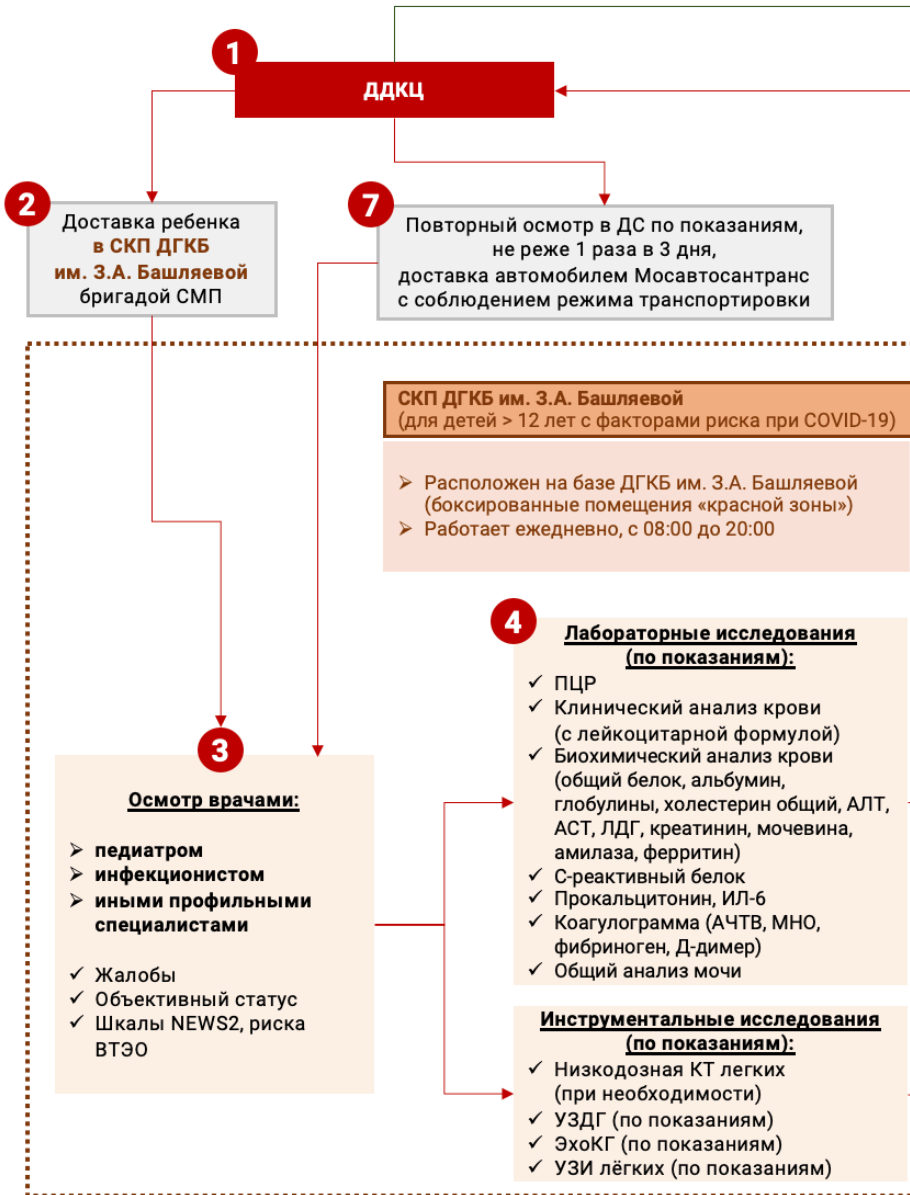 1
ДДКЦ
2
Доставка ребенка
в СКП ДГКБ
им. З.А. Башляевой
бригадой СМП
7
Повторный осмотр в ДС по показаниям,
не реже 1 раза в 3 дня,
доставка автомобилем Мосавтосантранс
с соблюдением режима транспортировки
СКП ДГКБ им. З.А. Башляевой
(для детей > 12 лет с факторами риска при COVID-19)
➢ Расположен на базе ДГКБ им. З.А. Башляевой
(боксированные помещения «красной зоны»)
➢ Работает ежедневно, с 08:00 до 20:00
3
Осмотр врачами:
➢ педиатром
➢ инфекционистом
➢ иными профильными
специалистами
✓ Жалобы
✓ Объективный статус
✓ Шкалы NEWS2, риска
ВТЭО
4
Лабораторные исследования
(по показаниям):
✓ ПЦР
✓ Клинический анализ крови
(с лейкоцитарной формулой)
✓ Биохимический анализ крови
(общий белок, альбумин,
глобулины, холестерин общий, АЛТ,
АСТ, ЛДГ, креатинин, мочевина,
амилаза, ферритин)
✓ С-реактивный белок
✓ Прокальцитонин, ИЛ-6
✓ Коагулограмма (АЧТВ, МНО,
фибриноген, Д-димер)
✓ Общий анализ мочи
Инструментальные исследования
(по показаниям):
✓ Низкодозная КТ легких
(при необходимости)
✓ УЗДГ (по показаниям)
✓ ЭхоКГ (по показаниям)
✓ УЗИ лёгких (по показаниям)